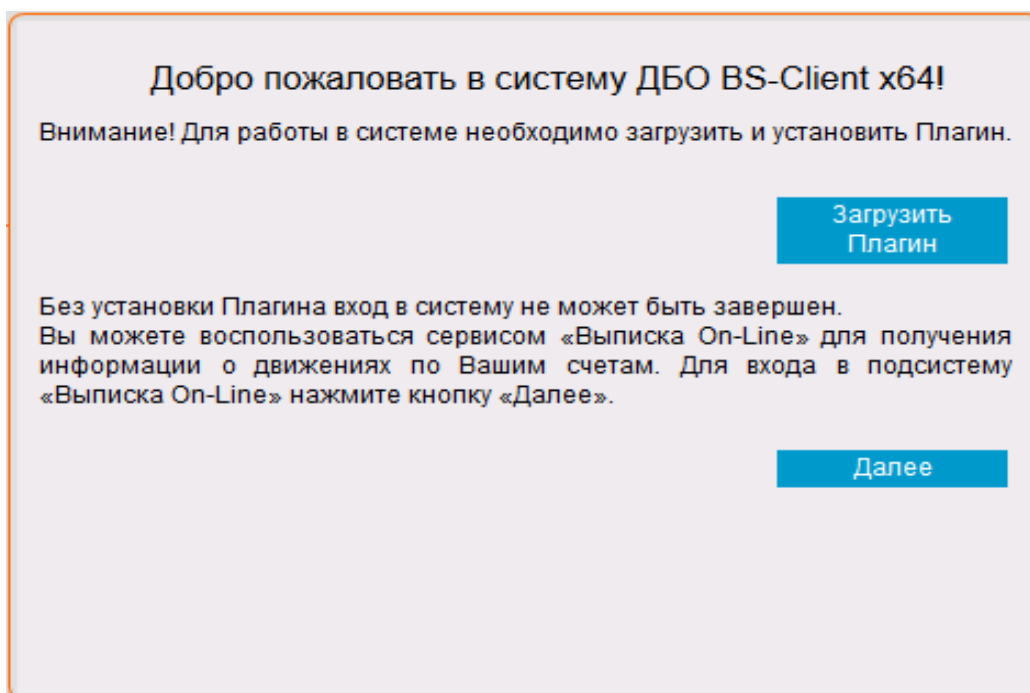 Добро пожаловать в систему ДБО BS-Client x64!
Внимание! Для работы в системе необходимо загрузить и установить Плагин.
Загрузить
Плагин
Без установки Плагина вход в систему не может быть завершен.
Вы можете воспользоваться сервисом «Выписка On-Line» для получения
информации о движениях по Вашим счетам. Для входа в подсистему
«Выписка On-Line» нажмите кнопку «Далее».
Далее